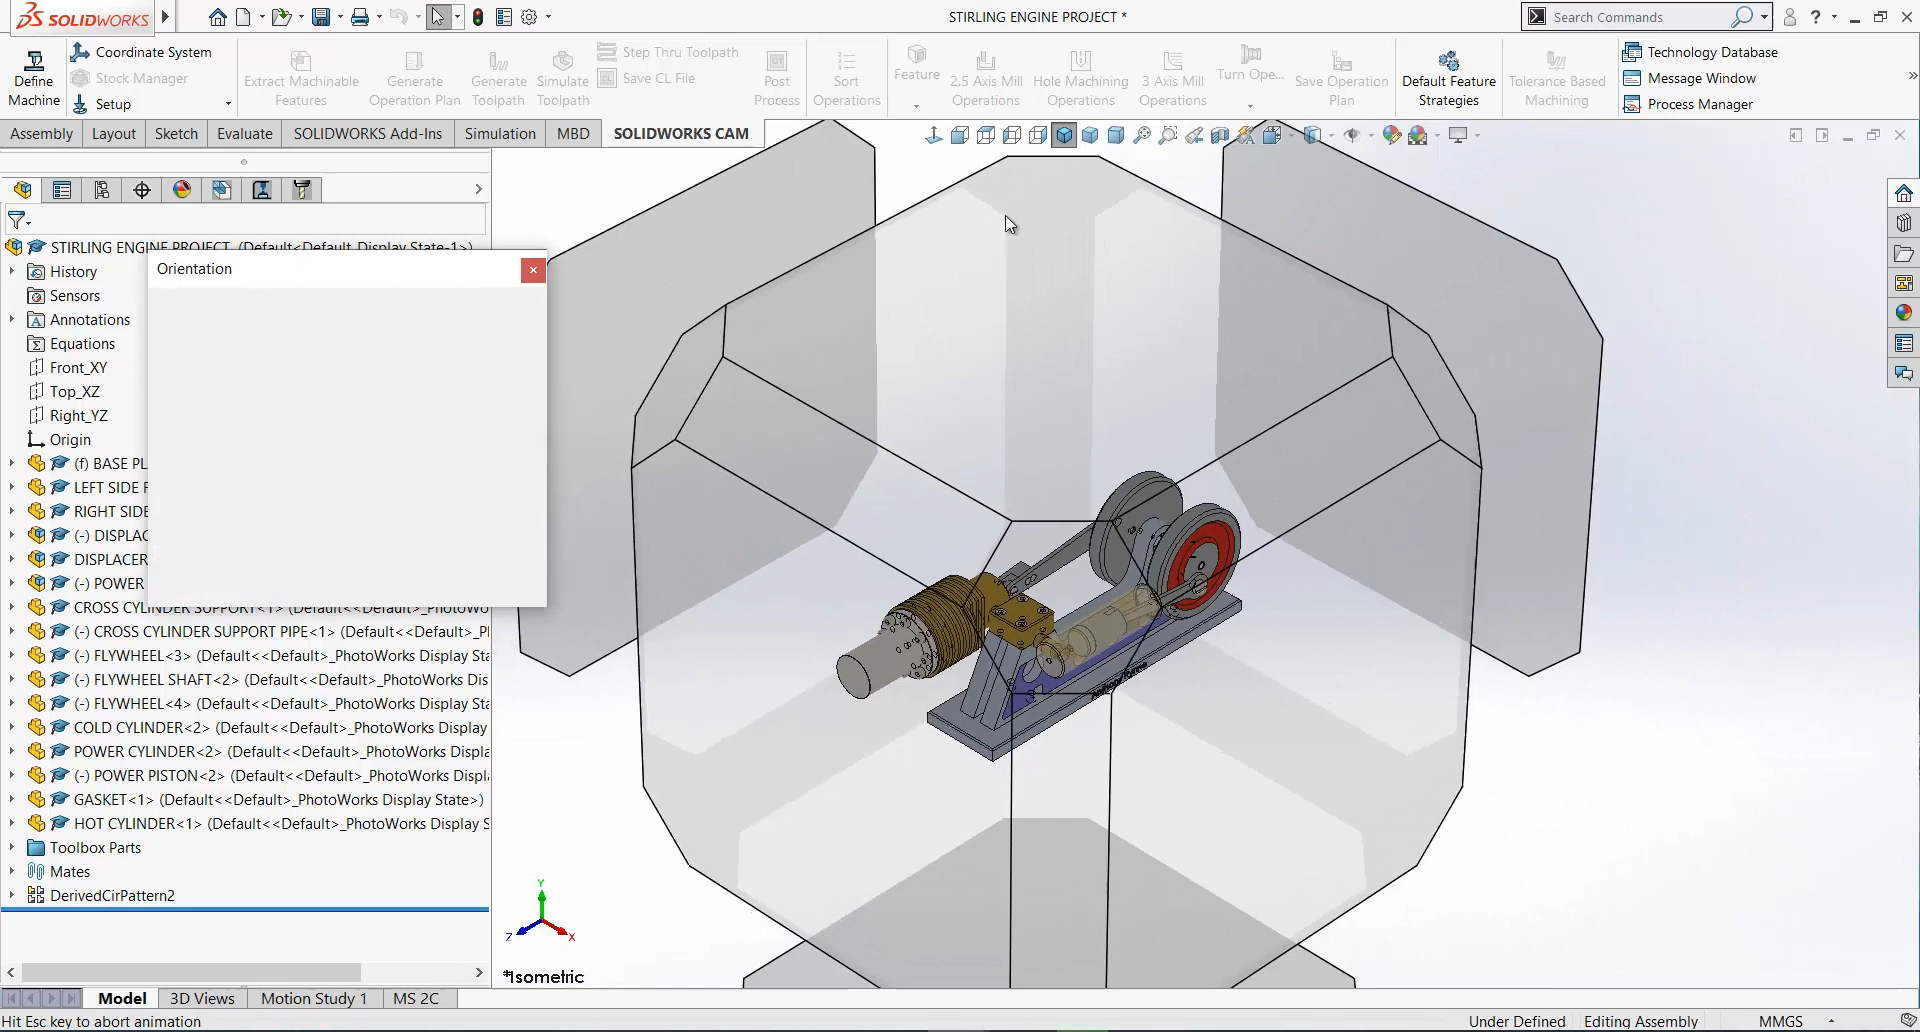 SOLIDWORKS
STIRLING ENGINE PROJECT *
Search Commands
Define
Machine
Coordinate System
Stock Manager
Setup
Extract Machinable
Features
Generate
Operation Plan
Generate
Toolpath
Simulate
Toolpath
Step Thru Toolpath
Save CL File
Post
Process
Sort
Operations
Feature
2.5 Axis Mill
Operations
Hole Machining
Operations
3 Axis Mill
Operations
Turn Ope...
Save Operation
Plan
Default Feature
Strategies
Tolerance Based
Machining
Technology Database
Message Window
Process Manager
Assembly
Layout
Sketch
Evaluate
SOLIDWORKS Add-Ins
Simulation
MBD
SOLIDWORKS CAM
STIRLING ENGINE PROJECT (Default<Default_Display State-1>)
Orientation
History
Sensors
Annotations
Equations
Front_XY
Top_XZ
Right_YZ
Origin
(f) BASE PL
LEFT SIDE F
RIGHT SIDE
(-) DISPLAC
DISPLACER
(-) POWER
CROSS CYLINDER SUPPORT<1> (Default<<Default>_PhotoWo
(-) CROSS CYLINDER SUPPORT PIPE<1> (Default<<Default>_Pl
(-) FLYWHEEL<3> (Default<<Default>_PhotoWorks Display Sta
(-) FLYWHEEL SHAFT<2> (Default<<Default>_PhotoWorks Dis
(-) FLYWHEEL<4> (Default<<Default>_PhotoWorks Display Sta
COLD CYLINDER<2> (Default<<Default>_PhotoWorks Display
POWER CYLINDER<2> (Default<<Default>_PhotoWorks Displa
(-) POWER PISTON<2> (Default<<Default>_PhotoWorks Displ
GASKET<1> (Default<<Default>_PhotoWorks Display State>)
HOT CYLINDER<1> (Default<<Default>_PhotoWorks Display S
Toolbox Parts
Mates
DerivedCirPattern2
Y
Z
X
*Isometric
Model
3D Views
Motion Study 1
MS 2C
Hit Esc key to abort animation
Under Defined
Editing Assembly
MMGS